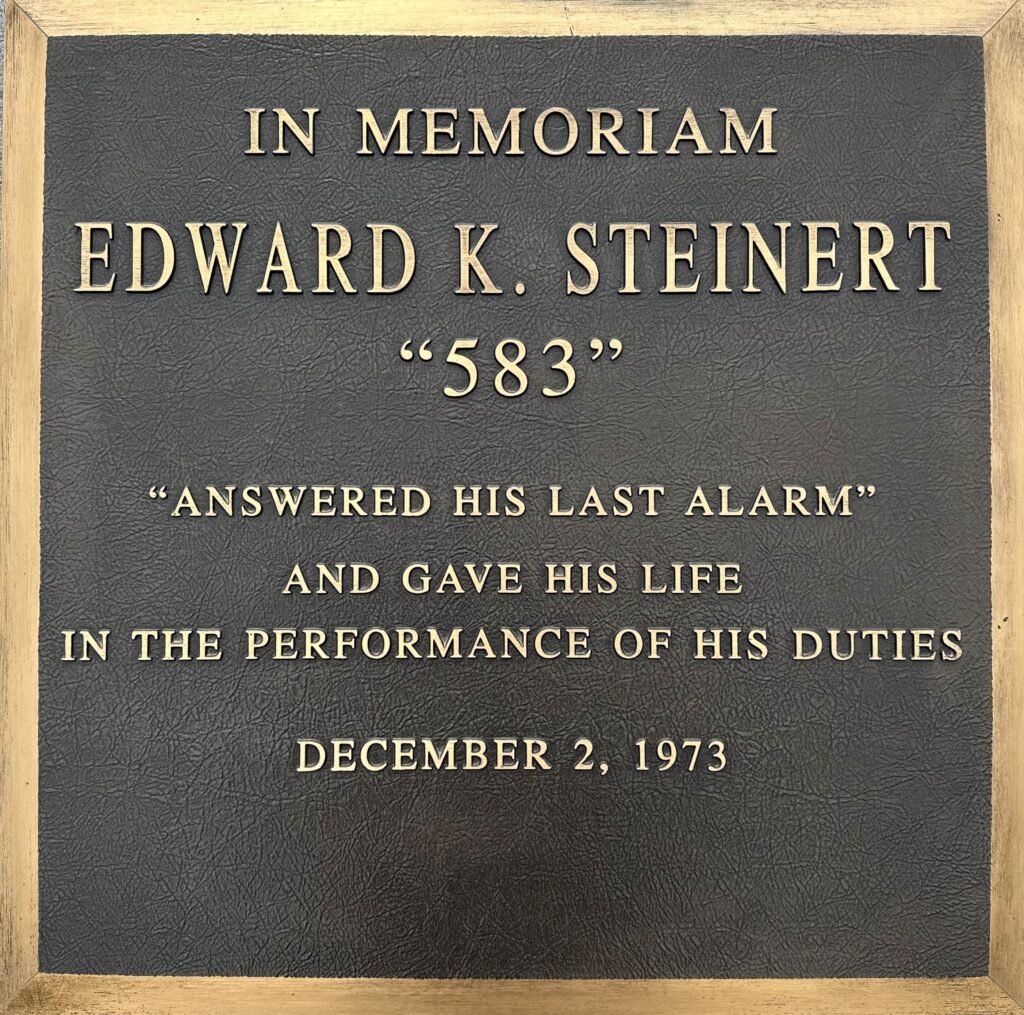 IN MEMORIAM
EDWARD K. STEINERT
“583”
“ANSWERED HIS LAST ALARM”
AND GAVE HIS LIFE
IN THE PERFORMANCE OF HIS DUTIES
DECEMBER 2, 1973